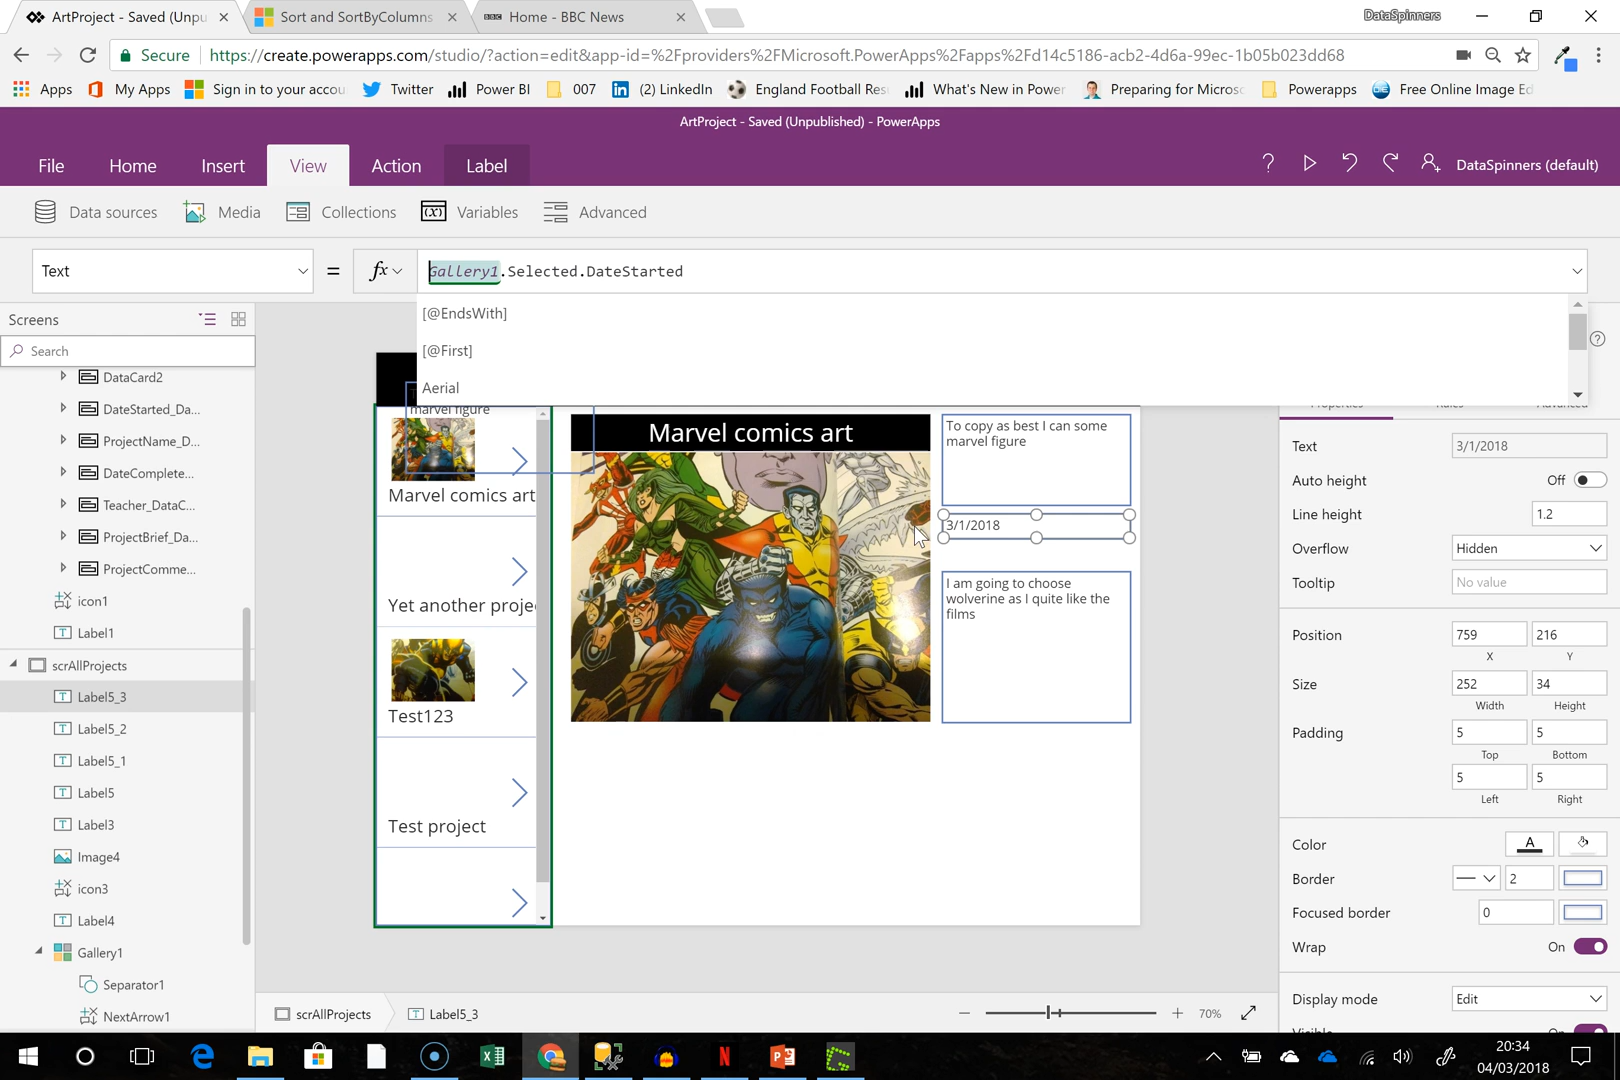 ArtProject - Saved (Unpu
Sort and SortByColumns
BBC Home - BBC News
DataSpinners
Secure https://create.powerapps.com/studio/?action=edit&app-id=%2Fproviders%2FMicrosoft.PowerApps%2Fapps%2Fd14c5186-acb2-4d6a-99ec-1b05b023dd68
Apps My Apps Sign in to your accou Twitter Power BI 007 (2) LinkedIn England Football Res What's New in Power Preparing for Micros Powerapps Free Online Image Ed
ArtProject - Saved (Unpublished) - PowerApps
File Home Insert View Action Label ? DataSpinners (default)
Data sources Media Collections (x) Variables Advanced
Text = fx Gallery1.Selected.DateStarted
[@EndsWith]
[@First]
Aerial
Screens
Search
DataCard2
DateStarted_Da...
ProjectName_D...
DateComplete...
Teacher_DataC...
ProjectBrief_Da...
ProjectComme...
icon1
Label1
scrAllProjects
Label5_3
Label5_2
Label5_1
Label5
Label3
Image4
icon3
Label4
Gallery1
Separator1
NextArrow1
marvel figure
Marvel comics art
Yet another proje
Test123
Test project
Marvel comics art
To copy as best I can some
marvel figure
3/1/2018
I am going to choose
wolverine as I quite like the
films
Properties Rules Advanced
Text 3/1/2018
Auto height Off
Line height 1.2
Overflow Hidden
Tooltip No value
Position 759 216
X Y
Size 252 34
Width Height
Padding 5 5
Top Bottom
5 5
Left Right
Color A
Border 2
Focused border 0
Wrap On
Display mode Edit
Visible On
scrAllProjects Label5_3 70%
20:34
04/03/2018